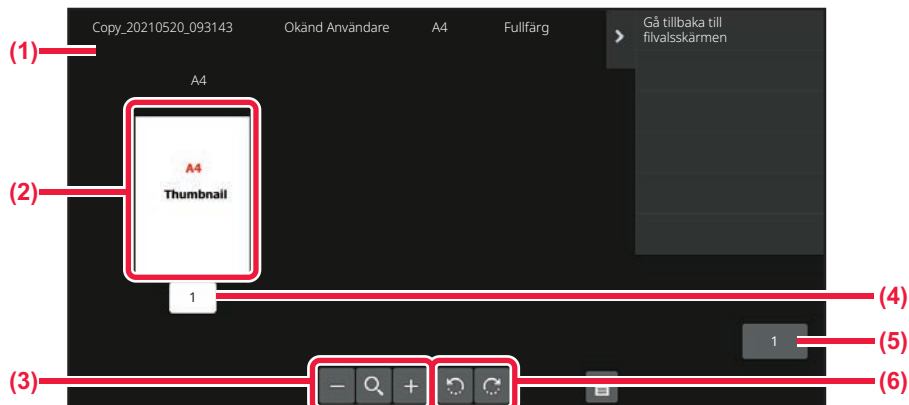 Copy_20210520_093143 Okänd Användare A4 Fullfärg
Gå tillbaka till
filvalsskärmen
(1)
A4
A4
Thumbnail
(2)
1
(4)
1
(5)
(3)
(6)